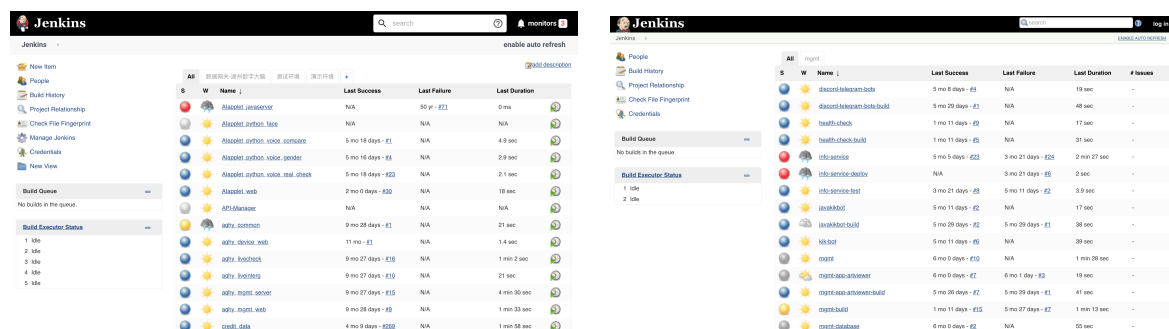 Jenkins
search
monitors 3
Jenkins
enable auto refresh
New Item
People
Build History
Project Relationship
Check File Fingerprint
Manage Jenkins
Credentials
New View
Build Queue
No builds in the queue.
Build Executor Status
1 Idle
2 Idle
3 Idle
4 Idle
5 Idle
add description
All 测试环境 演示环境 +
S W Name ↓ Last Success Last Failure Last Duration
AIapplet_javaserver N/A 50 yr - #71 0 ms
AIapplet_python_face N/A N/A N/A
AIapplet_python_voice_compare 5 mo 18 days - #1 N/A 4.9 sec
AIapplet_python_voice_gender 5 mo 16 days - #4 N/A 2.9 sec
AIapplet_python_voice_real_check 5 mo 18 days - #23 N/A 2.1 sec
AIapplet_web 2 mo 0 days - #30 N/A 18 sec
API-Manager N/A N/A N/A
aqhy_common 9 mo 28 days - #1 N/A 21 sec
aqhy_device_web 11 mo - #1 N/A 1.4 sec
aqhy_livecheck 9 mo 27 days - #16 N/A 1 min 2 sec
aqhy_liveinterg 9 mo 27 days - #10 N/A 21 sec
aqhy_mgmt_server 9 mo 27 days - #15 N/A 4 min 30 sec
aqhy_mgmt_web 9 mo 28 days - #9 N/A 1 min 33 sec
credit_data 4 mo 9 days - #269 N/A 1 min 58 sec
Jenkins
search
log in
Jenkins
ENABLE AUTO REFRESH
People
Build History
Project Relationship
Check File Fingerprint
Credentials
Build Queue
No builds in the queue.
Build Executor Status
1 Idle
2 Idle
All mgmt
S W Name ↓ Last Success Last Failure Last Duration # Issues
discord-telegram-bots 5 mo 8 days - #4 N/A 19 sec -
discord-telegram-bots-build 5 mo 29 days - #1 N/A 48 sec -
health-check 1 mo 11 days - #9 N/A 17 sec -
health-check-build 1 mo 11 days - #5 N/A 31 sec -
info-service 5 mo 5 days - #23 3 mo 21 days - #24 2 min 27 sec -
info-service-deploy N/A 3 mo 21 days - #6 2 sec -
info-service-test 3 mo 21 days - #8 5 mo 11 days - #2 3.9 sec -
javakikbot 5 mo 11 days - #2 N/A 17 sec -
javakikbot-build 5 mo 29 days - #2 5 mo 29 days - #1 38 sec -
kik-bot 5 mo 11 days - #6 N/A 39 sec -
mgmt 6 mo 0 days - #10 N/A 1 min 28 sec -
mgmt-app-artviewer 6 mo 0 days - #7 6 mo 1 day - #3 19 sec -
mgmt-app-artviewer-build 5 mo 26 days - #7 5 mo 29 days - #1 41 sec -
mgmt-build 1 mo 11 days - #15 5 mo 27 days - #7 1 min 13 sec -
mgmt-database 6 mo 0 days - #2 N/A 55 sec -